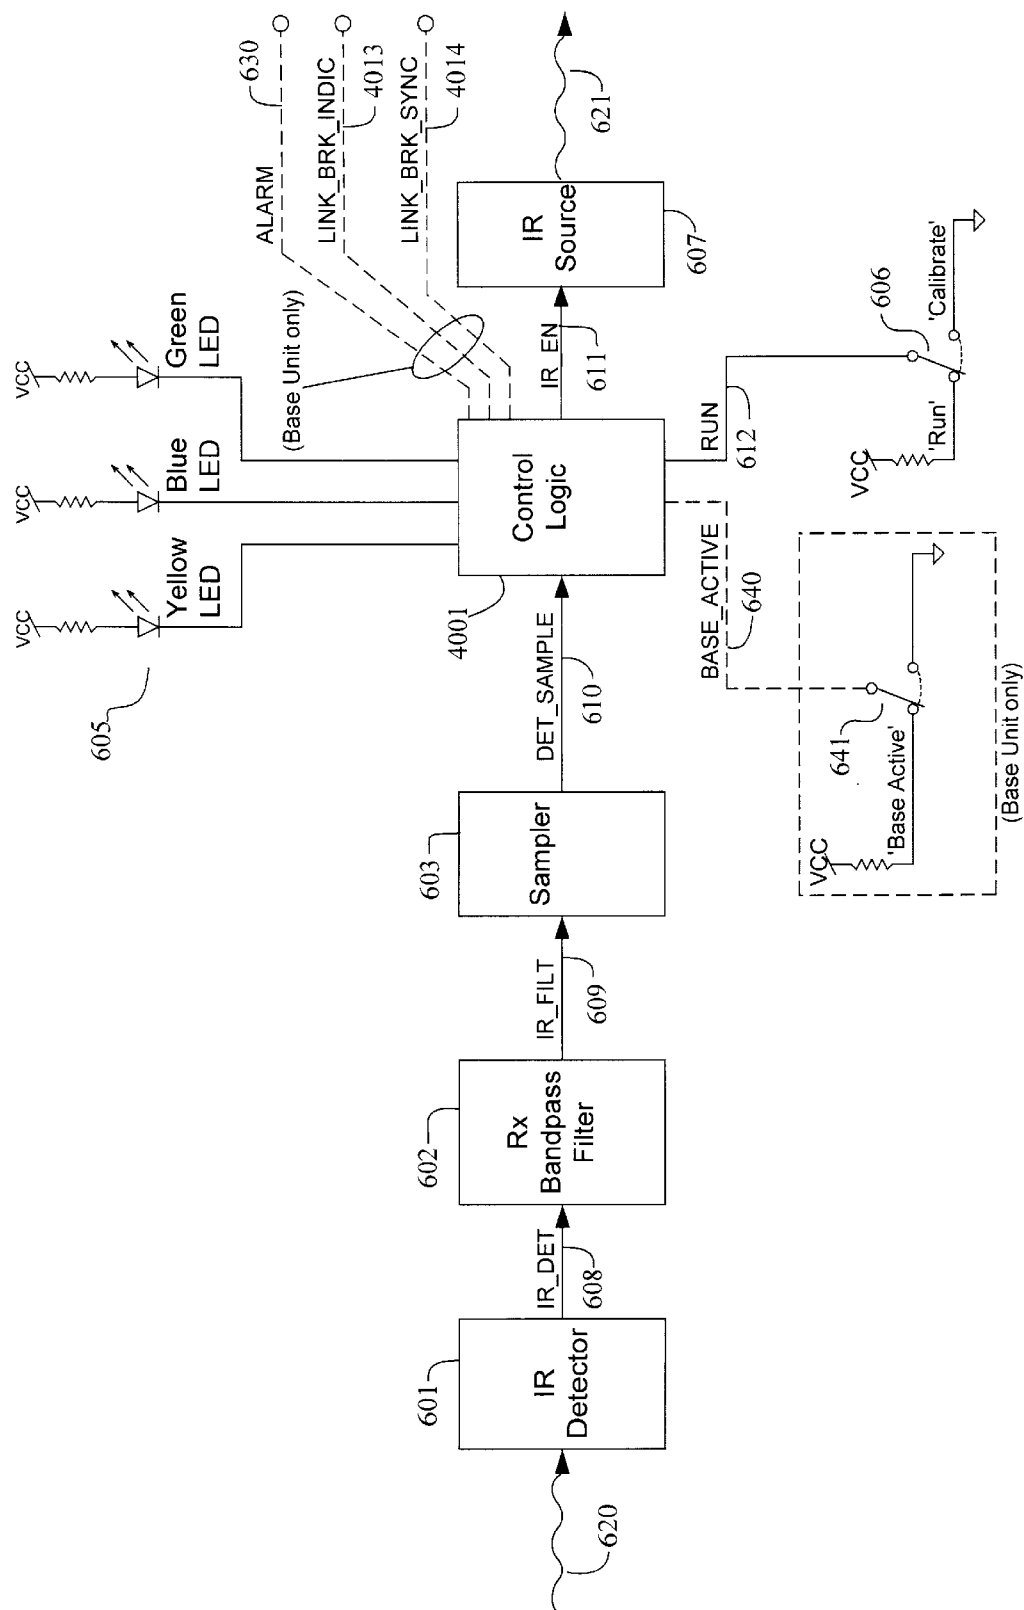 620
IR
Detector
601
IR_DET
608
Rx
Bandpass
Filter
602
IR_FILT
609
Sampler
603
DET_SAMPLE
610
Control
Logic
4001
VCC
Yellow
LED
605
VCC
Blue
LED
VCC
Green
LED
(Base Unit only)
ALARM
630
LINK_BRK_INDIC
4013
LINK_BRK_SYNC
4014
IR_EN
611
IR
Source
607
621
BASE_ACTIVE
640
641
VCC
'Base Active'
(Base Unit only)
RUN
612
606
VCC
'Run'
'Calibrate'